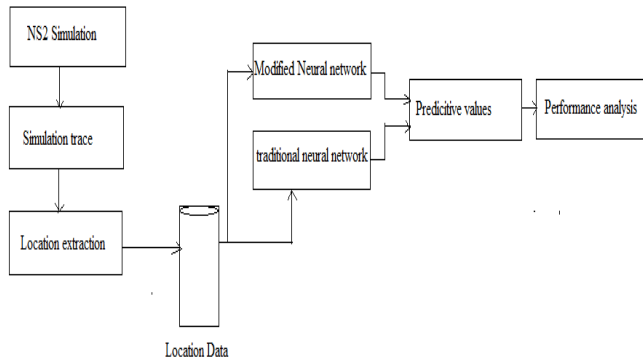 NS2 Simulation
Simulation trace
Location extraction
Location Data
Modified Neural network
traditional neural network
Predicitive values
Performance analysis